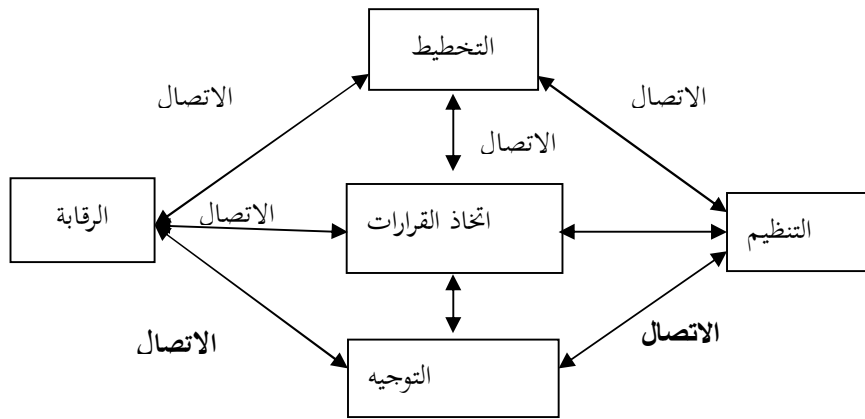 التخطيط
الاتصال
الاتصال
الاتصال
التنظيم
اتخاذ القرارات
الاتصال
الرقابة
الاتصال
الاتصال
التوجيه